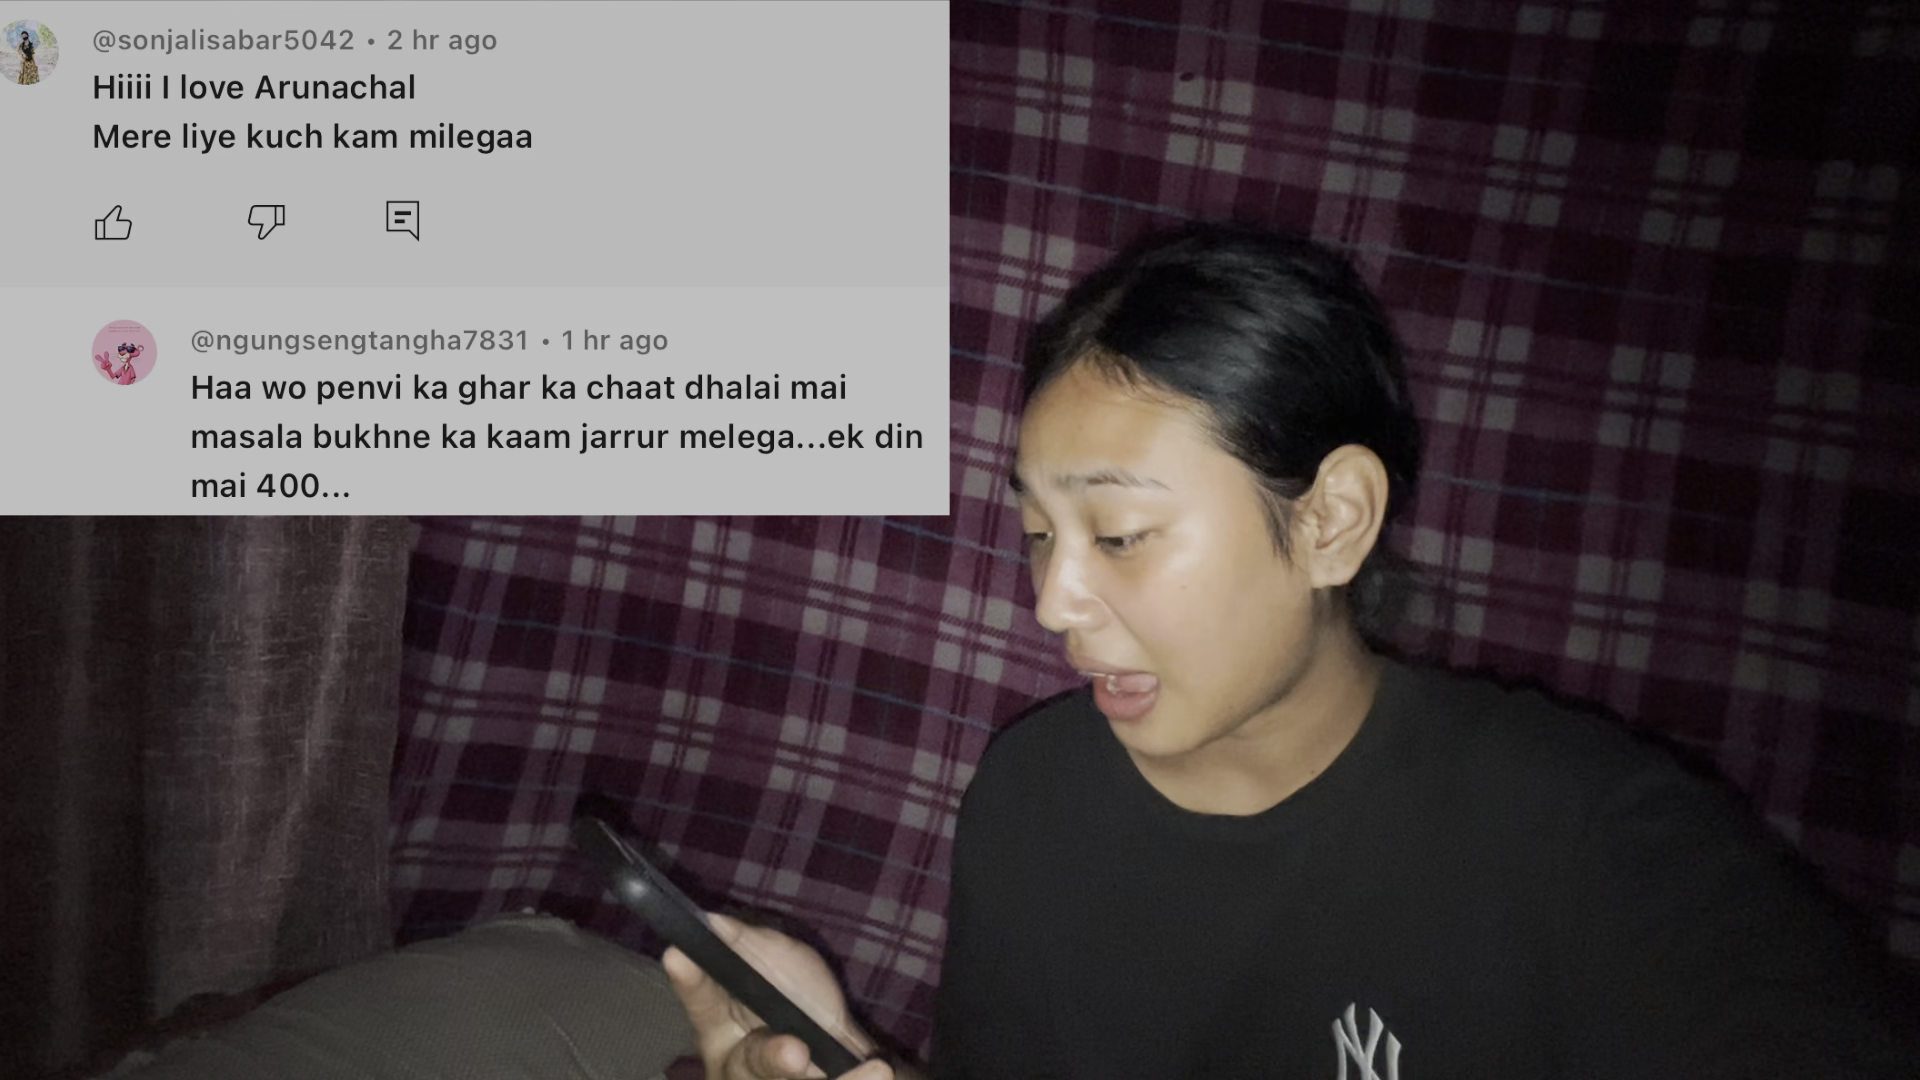 @sonjalisabar5042 • 2 hr ago
Hiiii I love Arunachal
Mere liye kuch kam milegaa
@ngungsengtangha7831 • 1 hr ago
Haa wo penvi ka ghar ka chaat dhalai mai
masala bukhne ka kaam jarrur melega...ek din
mai 400...
NY